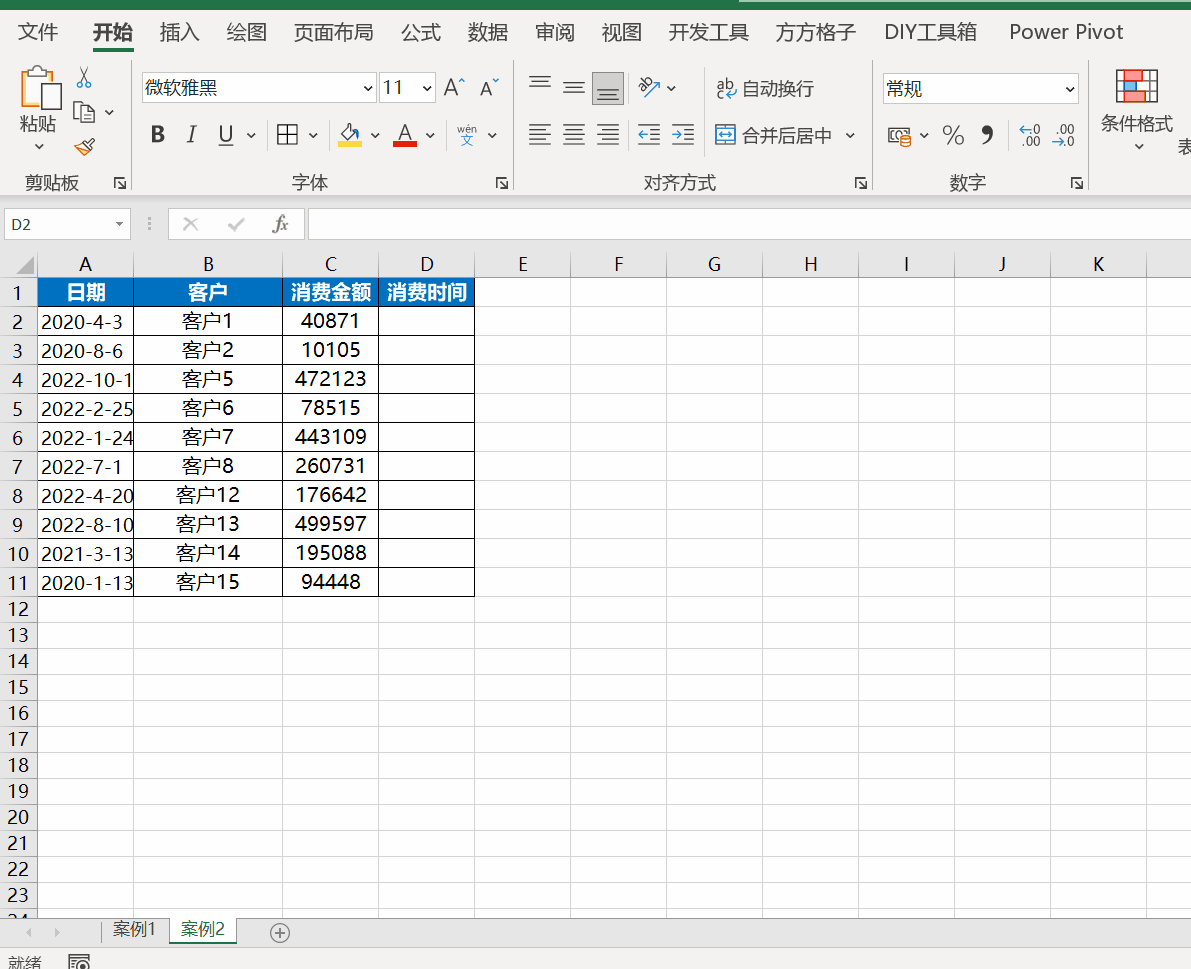 文件 开始 插入 绘图 页面布局 公式 数据 审阅 视图 开发工具 方方格子 DIY工具箱 Power Pivot
微软雅黑 11 A A 自动换行 常规
粘贴 条件格式
B I U A wén 文 合并后居中 % .00 .0 .00
表
剪贴板 字体 对齐方式 数字
D2 fx
A B C D E F G H I J K
1 日期 客户 消费金额 消费时间
2 2020-4-3 客户1 40871
3 2020-8-6 客户2 10105
4 2022-10-1 客户5 472123
5 2022-2-25 客户6 78515
6 2022-1-24 客户7 443109
7 2022-7-1 客户8 260731
8 2022-4-20 客户12 176642
9 2022-8-10 客户13 499597
10 2021-3-13 客户14 195088
11 2020-1-13 客户15 94448
12
13
14
15
16
17
18
19
20
21
22
23
24
案例1 案例2
就绪